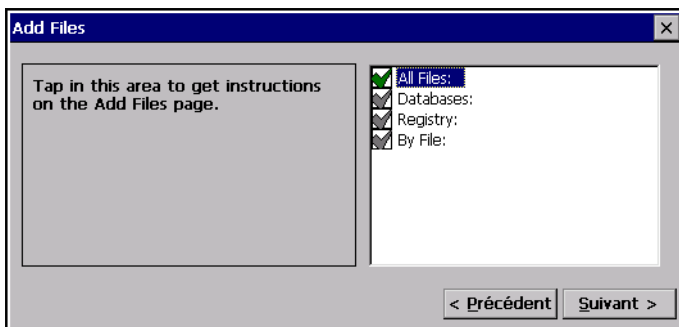 Add Files
Tap in this area to get instructions
on the Add Files page.
All Files:
Databases:
Registry:
By File:
< Précédent
Suivant >